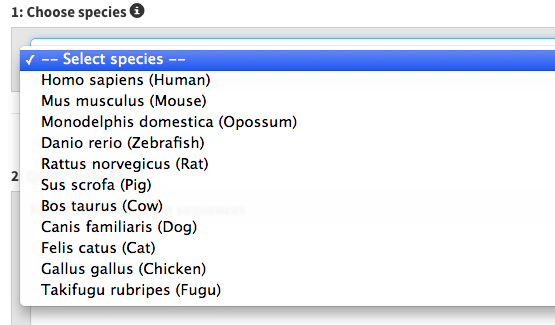 1: Choose species
✓ -- Select species --
Homo sapiens (Human)
Mus musculus (Mouse)
Monodelphis domestica (Opossum)
Danio rerio (Zebrafish)
Rattus norvegicus (Rat)
2
Sus scrofa (Pig)
Bos taurus (Cow)
Canis familiaris (Dog)
Felis catus (Cat)
Gallus gallus (Chicken)
Takifugu rubripes (Fugu)